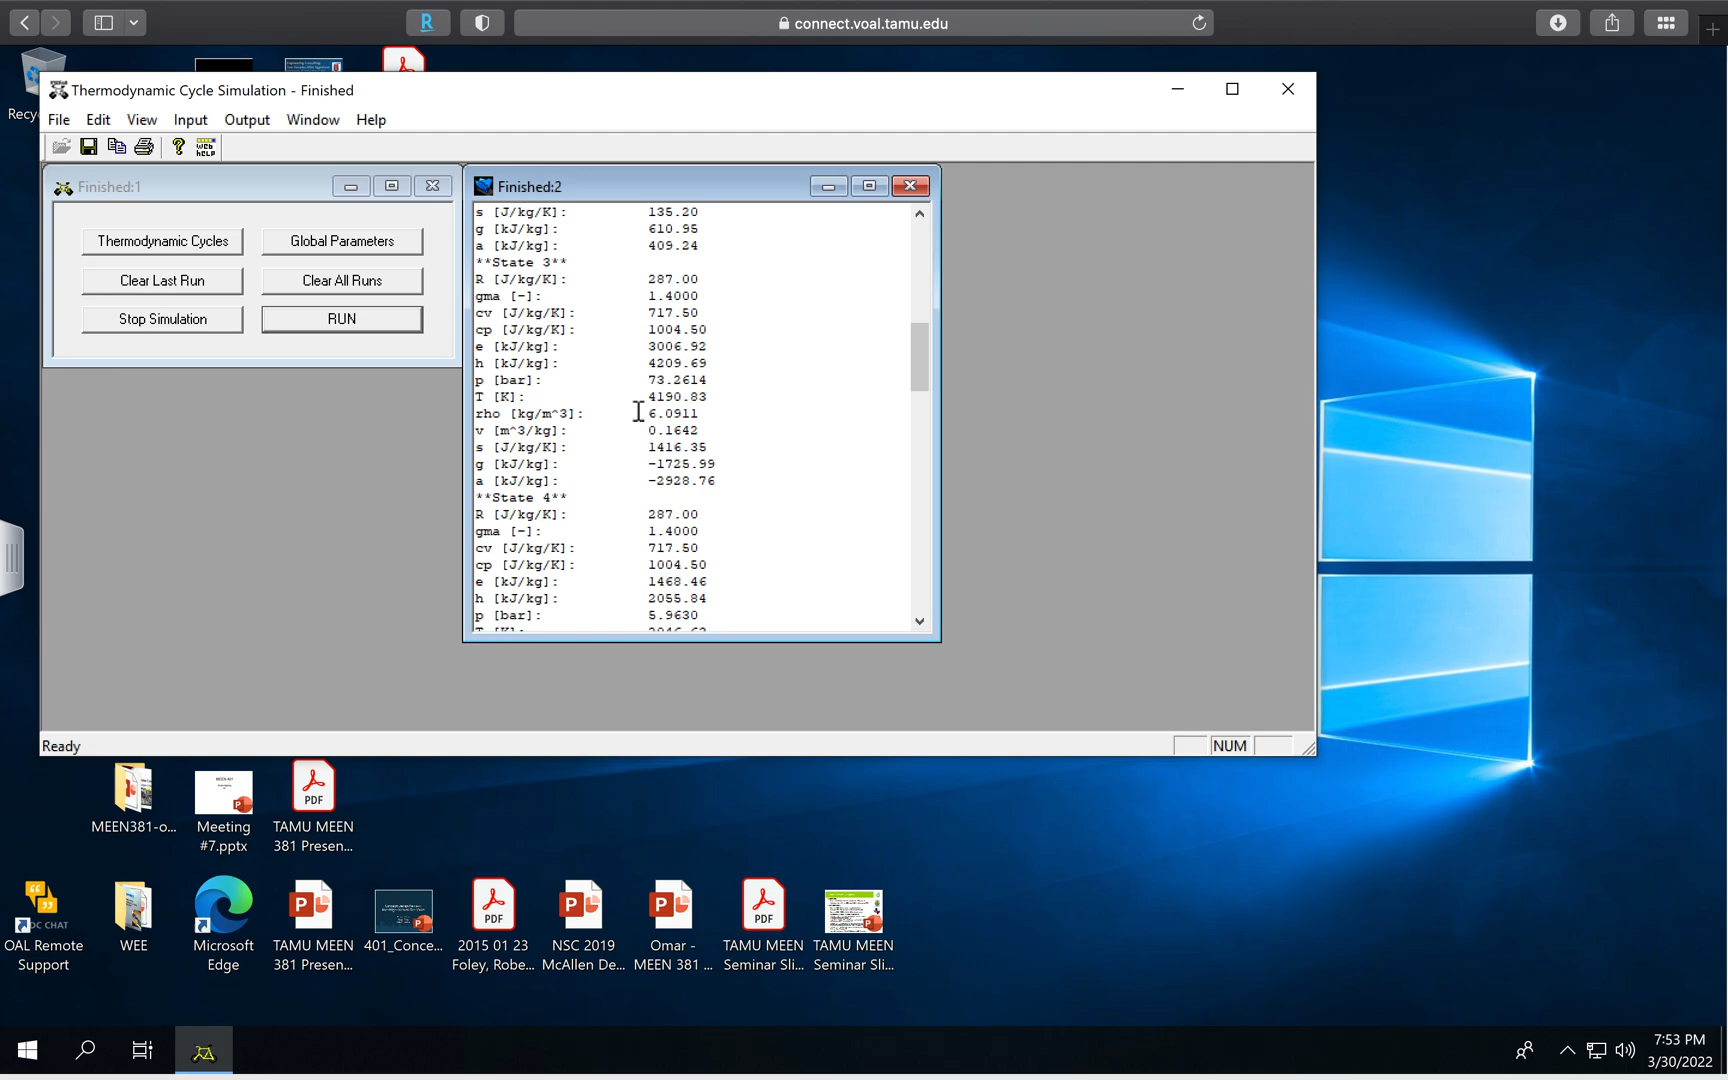 connect.voal.tamu.edu
Thermodynamic Cycle Simulation - Finished
File Edit View Input Output Window Help
WEB HELP
Finished:1
Thermodynamic Cycles Global Parameters
Clear Last Run Clear All Runs
Stop Simulation RUN
Finished:2
s [J/kg/K]: 135.20
g [kJ/kg]: 610.95
a [kJ/kg]: 409.24
**State 3**
R [J/kg/K]: 287.00
gma [-]: 1.4000
cv [J/kg/K]: 717.50
cp [J/kg/K]: 1004.50
e [kJ/kg]: 3006.92
h [kJ/kg]: 4209.69
p [bar]: 73.2614
T [K]: 4190.83
rho [kg/m^3]: 6.0911
v [m^3/kg]: 0.1642
s [J/kg/K]: 1416.35
g [kJ/kg]: -1725.99
a [kJ/kg]: -2928.76
**State 4**
R [J/kg/K]: 287.00
gma [-]: 1.4000
cv [J/kg/K]: 717.50
cp [J/kg/K]: 1004.50
e [kJ/kg]: 1468.46
h [kJ/kg]: 2055.84
p [bar]: 5.9630
Ready
NUM
Recy
MEEN381-o...
Meeting
#7.pptx
PDF
TAMU MEEN
381 Presen...
OAL Remote
Support
WEE
Microsoft
Edge
TAMU MEEN
381 Presen...
401_Conce...
PDF
2015 01 23
Foley, Robe...
NSC 2019
McAllen De...
Omar -
MEEN 381 ...
PDF
TAMU MEEN
Seminar Sli...
TAMU MEEN
Seminar Sli...
7:53 PM
3/30/2022